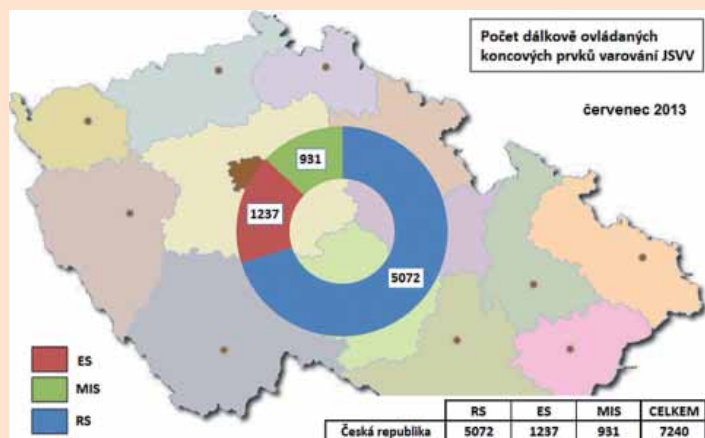 Počet dálkově ovládaných
koncových prvků varování JSVV
červenec 2013
931
1237
5072
ES
MIS
RS
RS ES MIS CELKEM
Česká republika 5072 1237 931 7240